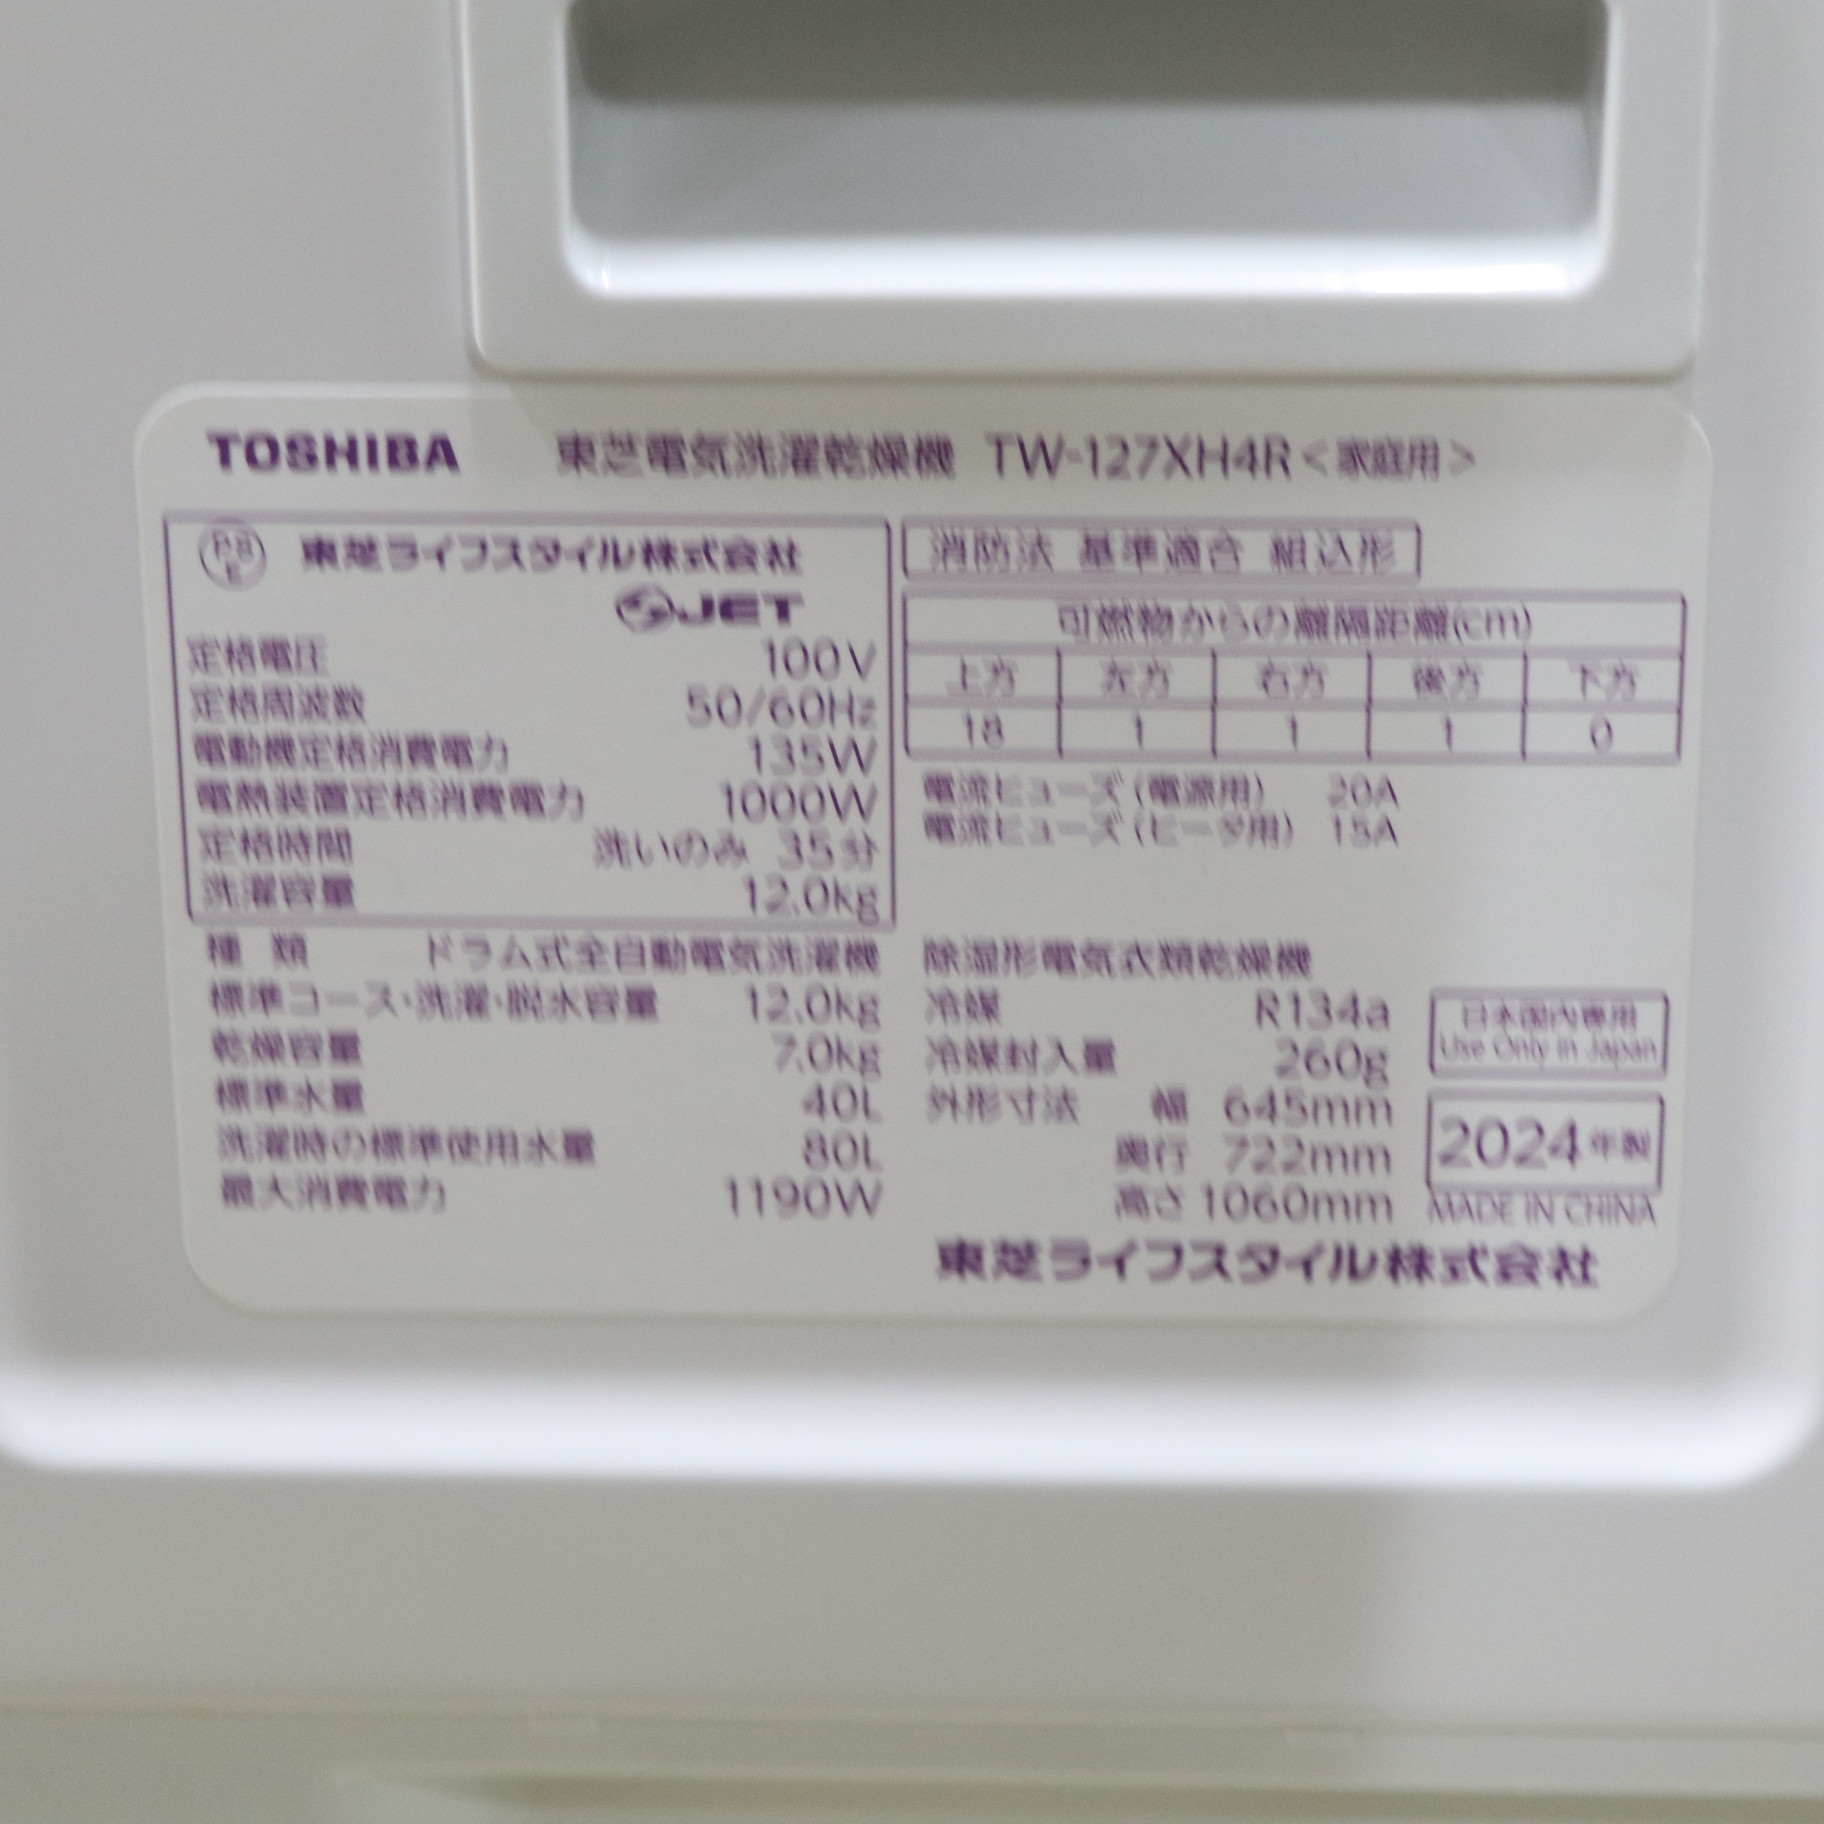 TOSHIBA 東芝電気洗濯乾燥機 TW-127XH4R<家庭用>
PS
E 東芝ライフスタイル株式会社
JET
定格電圧 100V
定格周波数 50/60Hz
電動機定格消費電力 135W
電熱装置定格消費電力 1000W
定格時間 洗いのみ 35分
洗濯容量 12.0kg
種 類 ドラム式全自動電気洗濯機
標準コース・洗濯・脱水容量 12.0kg
乾燥容量 7.0kg
標準水量 40L
洗濯時の標準使用水量 80L
最大消費電力 1190W
消防法 基準適合 組込形
可燃物からの離隔距離(cm)
上方 左方 右方 後方 下方
18 1 1 1 0
電流ヒューズ(電源用) 20A
電流ヒューズ(ヒータ用) 15A
除湿形電気衣類乾燥機
冷媒 R134a
冷媒封入量 260g
外形寸法 幅 645mm
奥行 722mm
高さ 1060mm
日本国内専用
Use Only in Japan
2024年製
MADE IN CHINA
東芝ライフスタイル株式会社